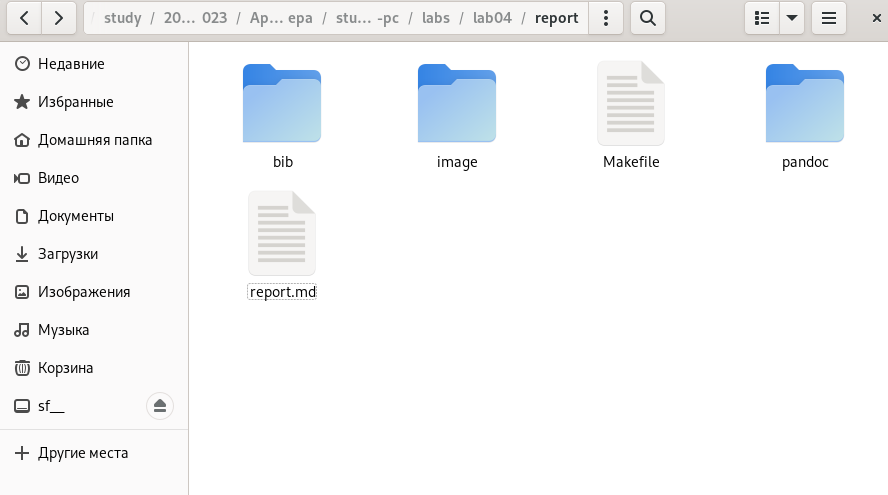 study / 20… 023 / Ap… ера / stu… -pc / labs / lab04 / report
Недавние
Избранные
Домашняя папка
Видео
Документы
Загрузки
Изображения
Музыка
Корзина
sf__
Другие места
bib
image
Makefile
pandoc
report.md